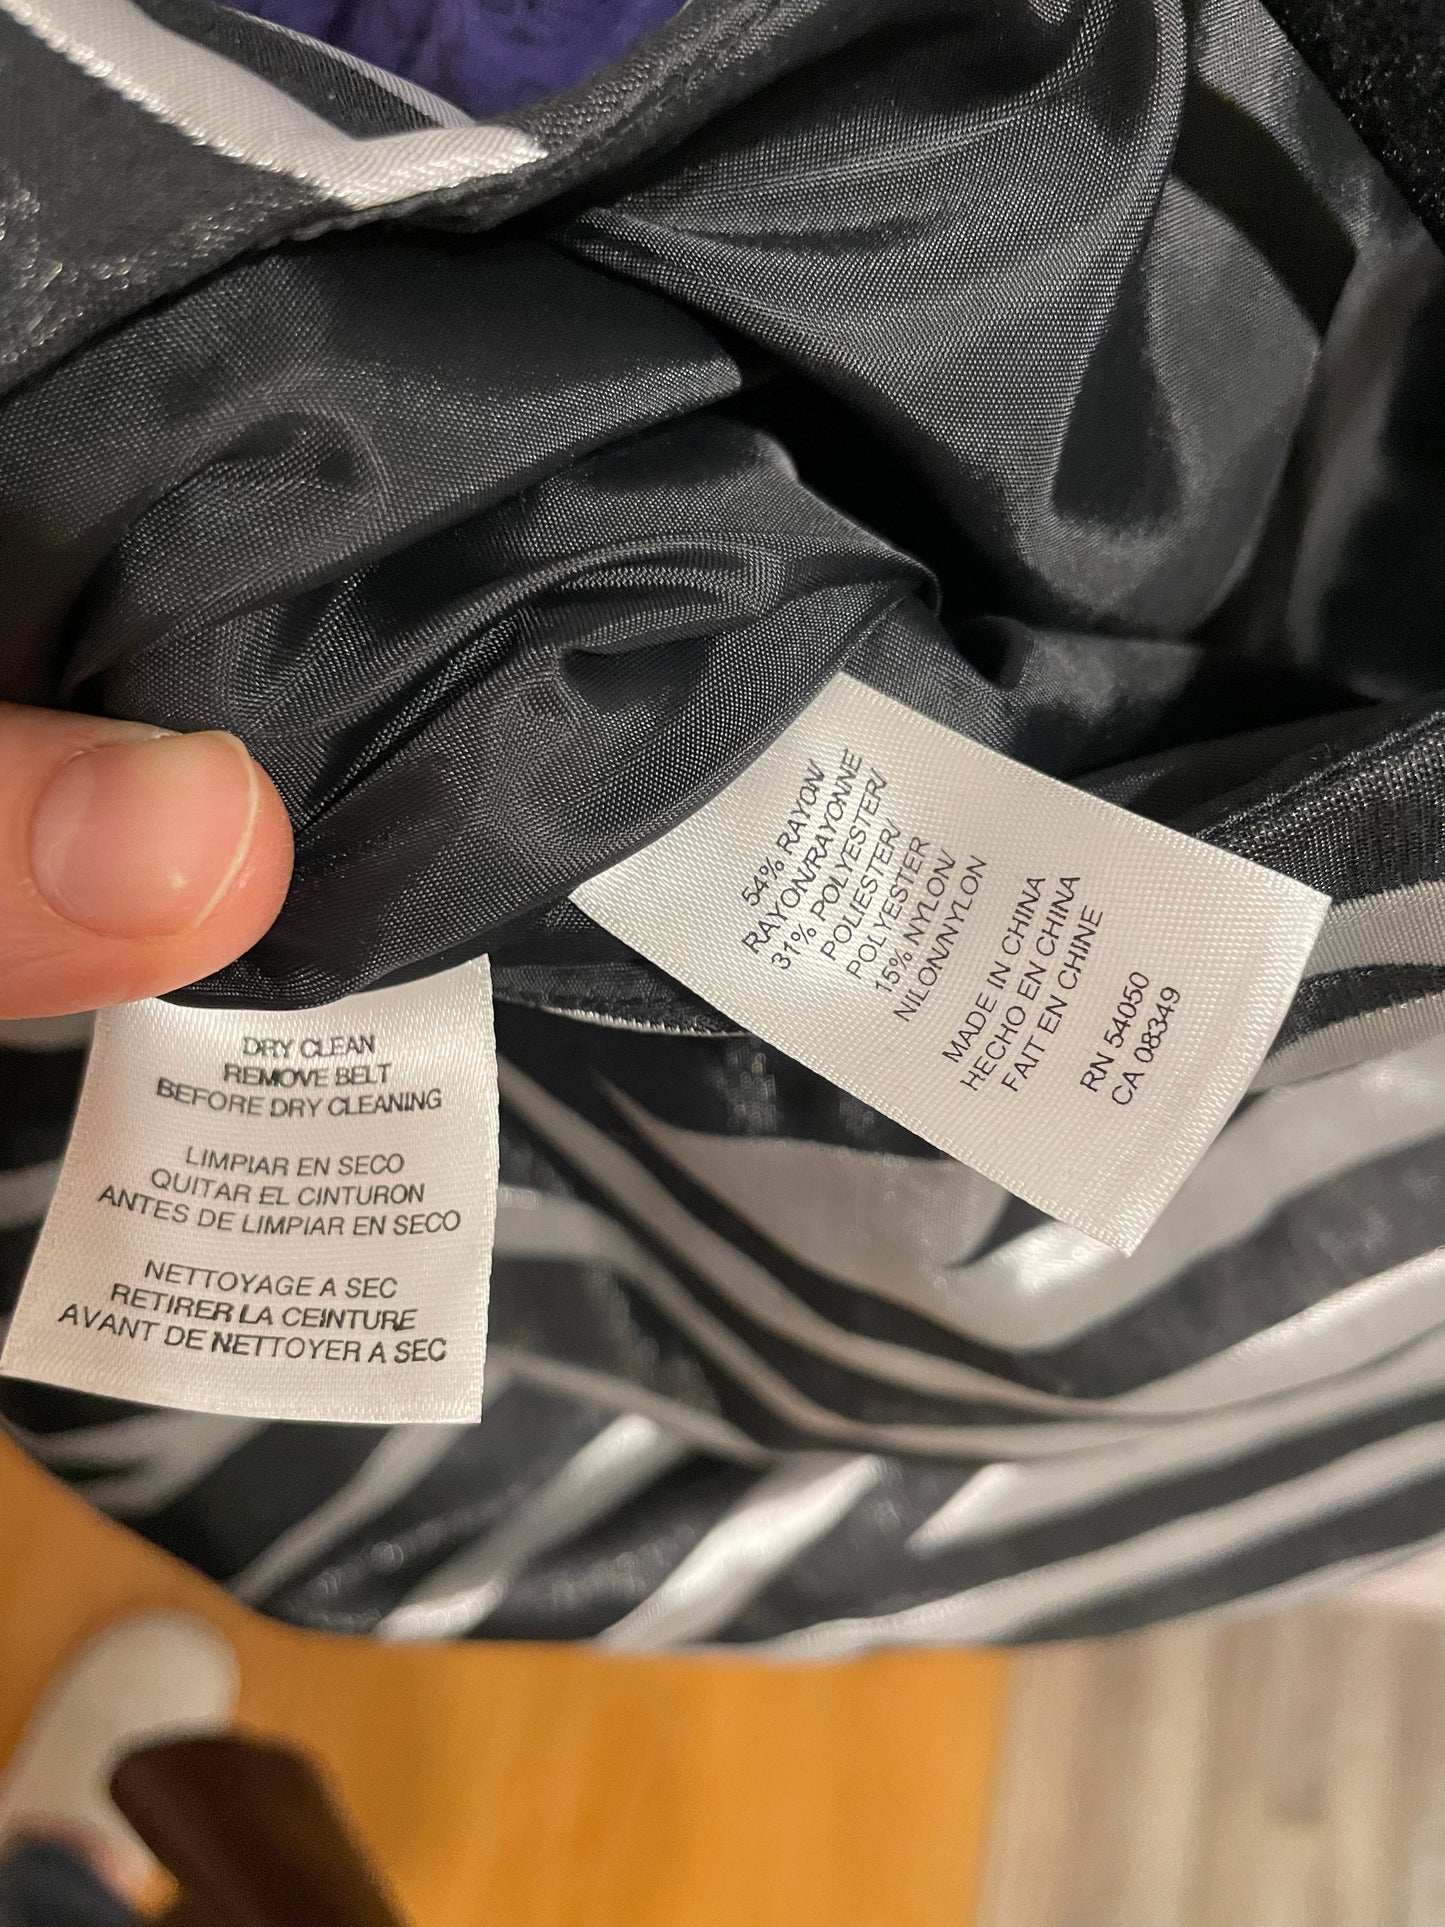 DRY CLEAN
REMOVE BELT
BEFORE DRY CLEANING
LIMPIAR EN SECO
QUITAR EL CINTURON
ANTES DE LIMPIAR EN SECO
NETTOYAGE A SEC
RETIRER LA CEINTURE
AVANT DE NETTOYER A SEC
54% RAYON/
RAYON/RAYONNE
31% POLYESTER/
POLIESTER/
POLYESTER
15% NYLON/
NILON/NYLON
MADE IN CHINA
HECHO EN CHINA
FAIT EN CHINE
RN 54050
CA 08349